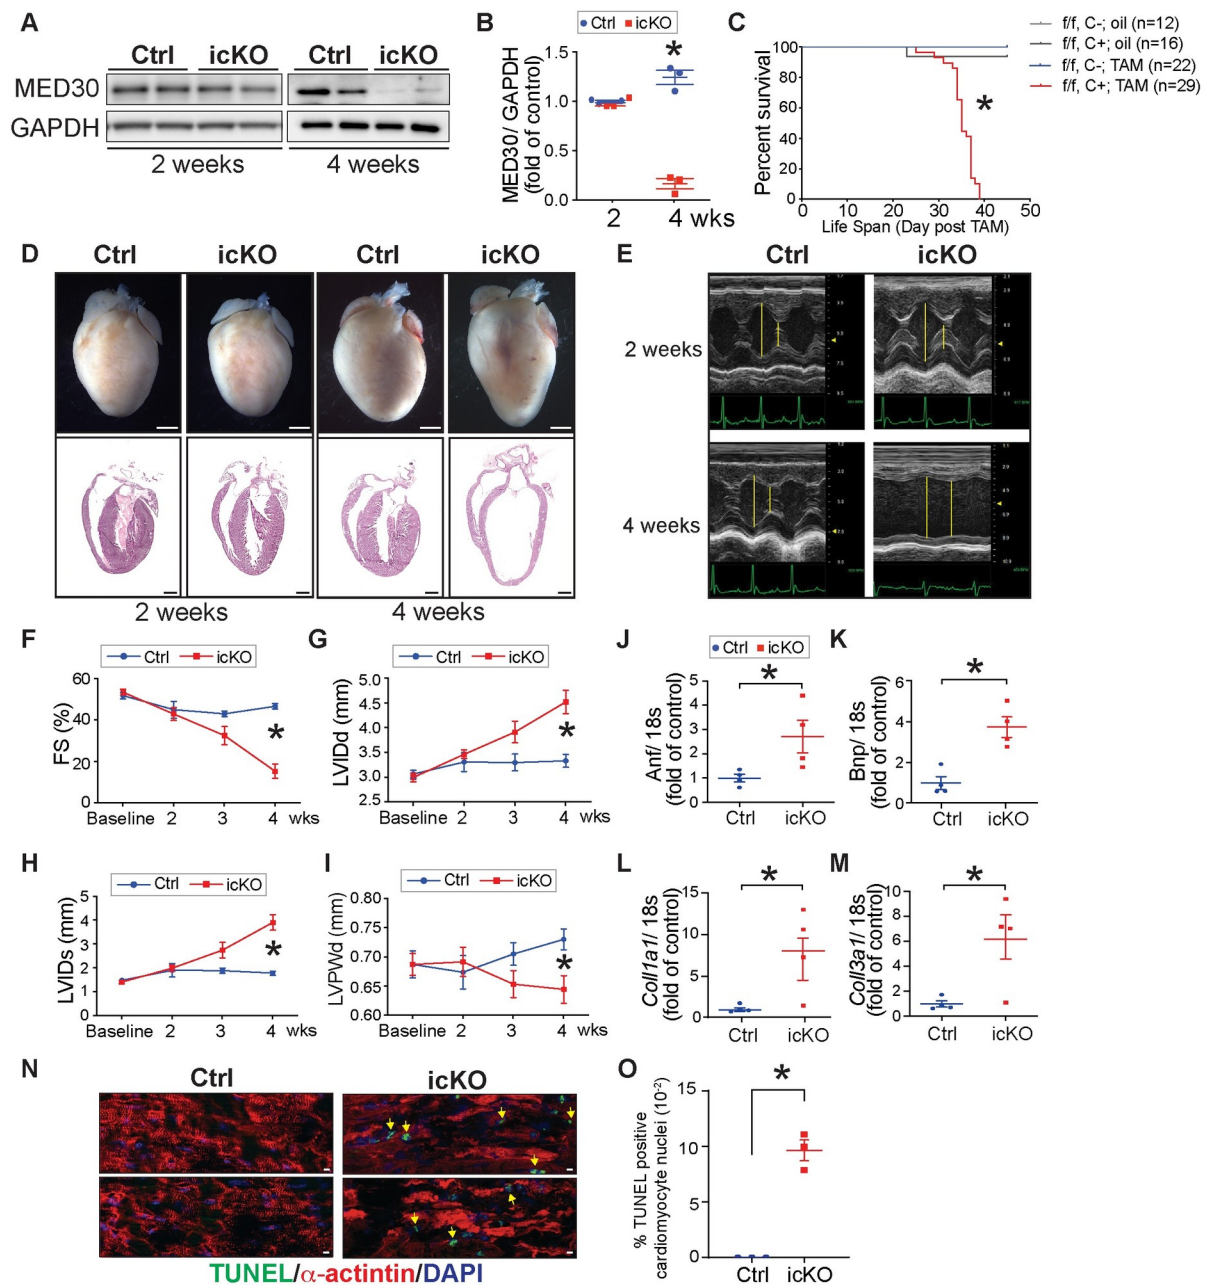 A
Ctrl icKO Ctrl icKO
MED30
GAPDH
2 weeks 4 weeks
B
Ctrl icKO
MED30/ GAPDH
(fold of control)
1.5
1.0
0.5
0.0
*
2 4 wks
C
f/f, C-; oil (n=12)
f/f, C+; oil (n=16)
f/f, C-; TAM (n=22)
f/f, C+; TAM (n=29)
Percent survival
100
80
60
40
20
0
*
0 10 20 30 40 50
Life Span (Day post TAM)
D
Ctrl icKO Ctrl icKO
2 weeks 4 weeks
E
Ctrl icKO
2 weeks
4 weeks
F
Ctrl icKO
FS (%)
60
40
20
0
*
Baseline 2 3 4 wks
G
Ctrl icKO
LVIDd (mm)
5.0
4.5
4.0
3.5
3.0
2.5
*
Baseline 2 3 4 wks
H
Ctrl icKO
LVIDs (mm)
5
4
3
2
1
0
*
Baseline 2 3 4 wks
I
Ctrl icKO
LVPWd (mm)
0.80
0.75
0.70
0.65
0.60
*
Baseline 2 3 4 wks
J
Ctrl icKO
Anf/ 18s
(fold of control)
5
4
3
2
1
0
*
Ctrl icKO
K
Bnp/ 18s
(fold of control)
6
4
2
0
*
Ctrl icKO
L
Coll1a1/ 18s
(fold of control)
15
10
5
0
*
Ctrl icKO
M
Coll3a1/ 18s
(fold of control)
10
8
6
4
2
0
*
Ctrl icKO
N
Ctrl icKO
TUNEL/α-actintin/DAPI
O
% TUNEL positive
cardiomyocyte nuclei (10-2)
15
10
5
0
*
Ctrl icKO